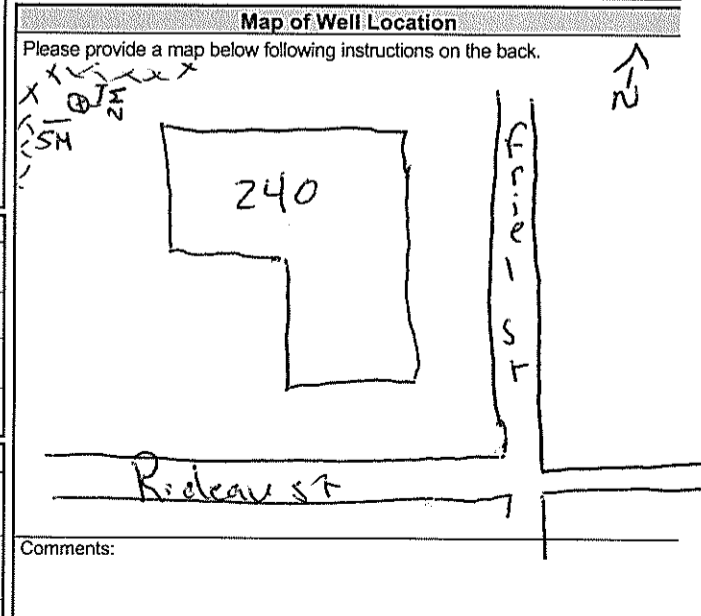 Map of Well Location
Please provide a map below following instructions on the back.
N
2M
5M
240
Friel St
Rideau St
Comments: